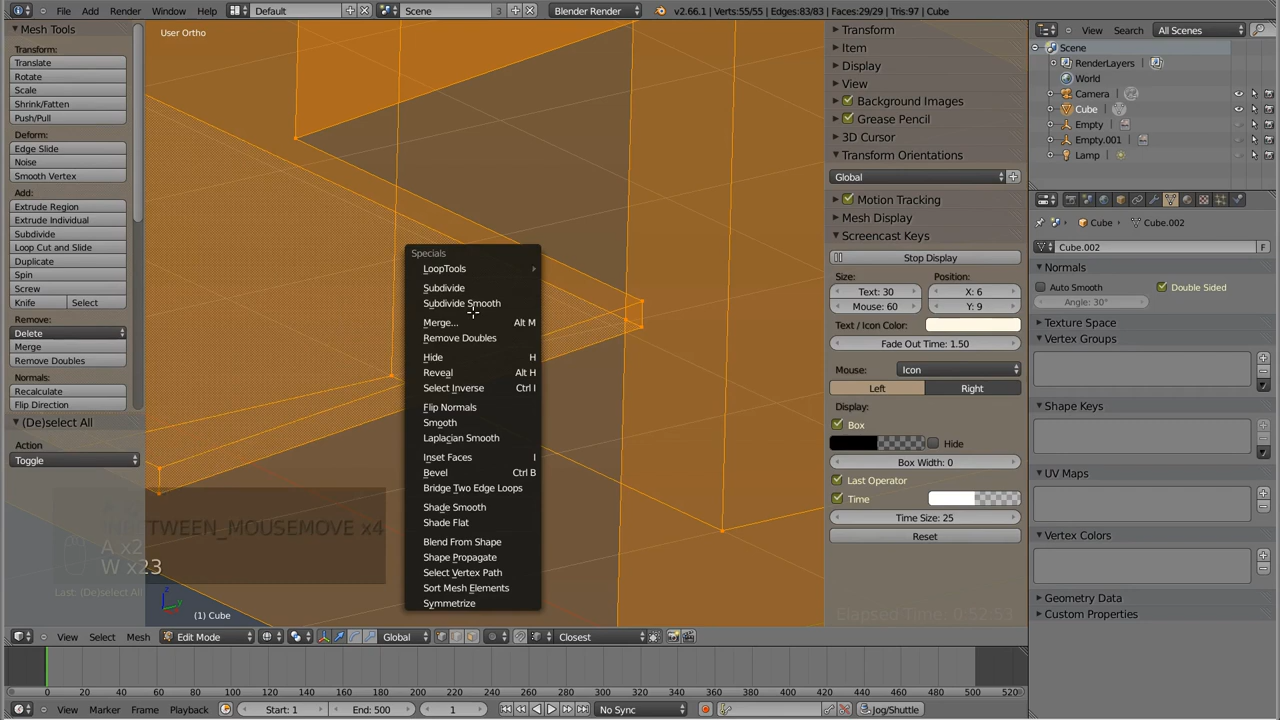 File Add Render Window Help Default Scene 3 Blender Render v2.66.1 | Verts:55/55 | Edges:83/83 | Faces:29/29 | Tris:97 | Cube
Mesh Tools
Transform:
Translate
Rotate
Scale
Shrink/Fatten
Push/Pull
Deform:
Edge Slide
Noise
Smooth Vertex
Add:
Extrude Region
Extrude Individual
Subdivide
Loop Cut and Slide
Duplicate
Spin
Screw
Knife Select
Remove:
Delete
Merge
Remove Doubles
Normals:
Recalculate
Flip Direction
(De)select All
Action
Toggle
User Ortho
Specials
LoopTools
Subdivide
Subdivide Smooth
Merge... Alt M
Remove Doubles
Hide H
Reveal Alt H
Select Inverse Ctrl I
Flip Normals
Smooth
Laplacian Smooth
Inset Faces I
Bevel Ctrl B
Bridge Two Edge Loops
Shade Smooth
Shade Flat
Blend From Shape
Shape Propagate
Select Vertex Path
Sort Mesh Elements
Symmetrize
TWEEN_MOUSEMOVE x4
A x2
W x23
Last: (De)select All
(1) Cube
Elapsed Time, 0:52:53
Transform
Item
Display
View
Background Images
Grease Pencil
3D Cursor
Transform Orientations
Global
Motion Tracking
Mesh Display
Screencast Keys
Stop Display
Size: Position:
Text: 30 X: 6
Mouse: 60 Y: 9
Text / Icon Color:
Fade Out Time: 1.50
Mouse: Icon
Left Right
Display:
Box
Hide
Box Width: 0
Last Operator
Time
Time Size: 25
Reset
View Search All Scenes
Scene
RenderLayers
World
Camera
Cube
Empty
Empty.001
Lamp
Cube Cube.002
Cube.002 F
Normals
Auto Smooth Double Sided
Angle: 30°
Texture Space
Vertex Groups
Shape Keys
UV Maps
Vertex Colors
Geometry Data
Custom Properties
View Select Mesh Edit Mode Global Closest
0 20 40 60 80 100 120 140 160 180 200 220 240 260 280 300 320 340 360 380 400 420 440 460 480 500 520
View Marker Frame Playback Start: 1 End: 500 1 No Sync Jog/Shuttle